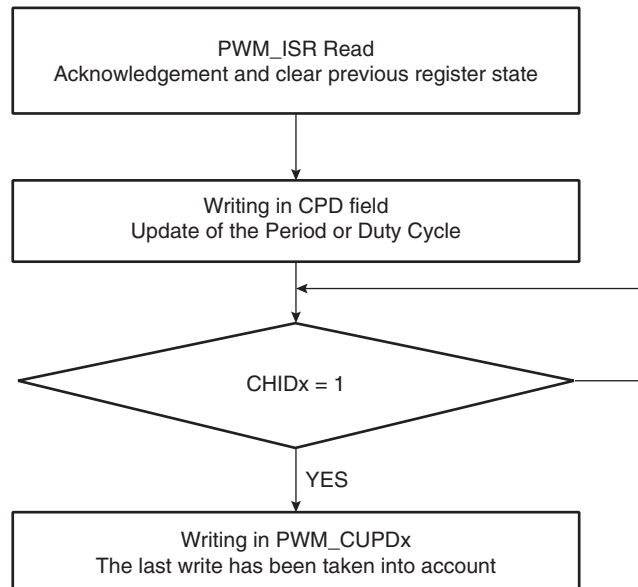 PWM_ISR Read
Acknowledgement and clear previous register state
Writing in CPD field
Update of the Period or Duty Cycle
CHIDx = 1
YES
Writing in PWM_CUPDx
The last write has been taken into account